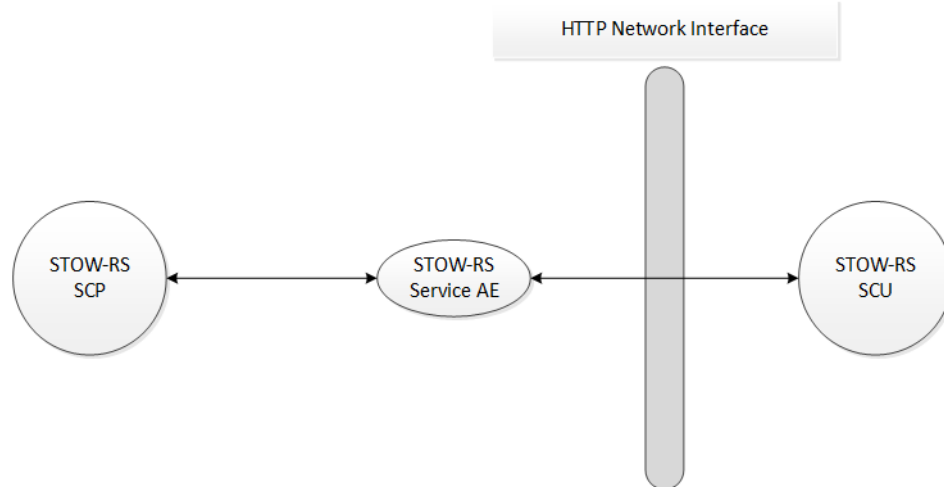 HTTP Network Interface
STOW-RS
SCP
STOW-RS
Service AE
STOW-RS
SCU